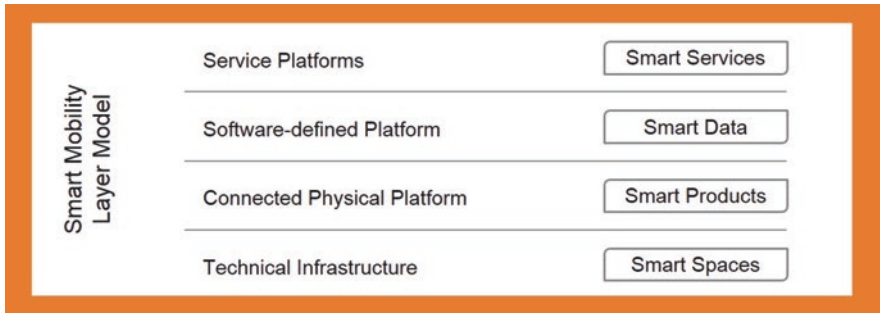 Smart Mobility
Layer Model
Service Platforms
Smart Services
Software-defined Platform
Smart Data
Connected Physical Platform
Smart Products
Technical Infrastructure
Smart Spaces